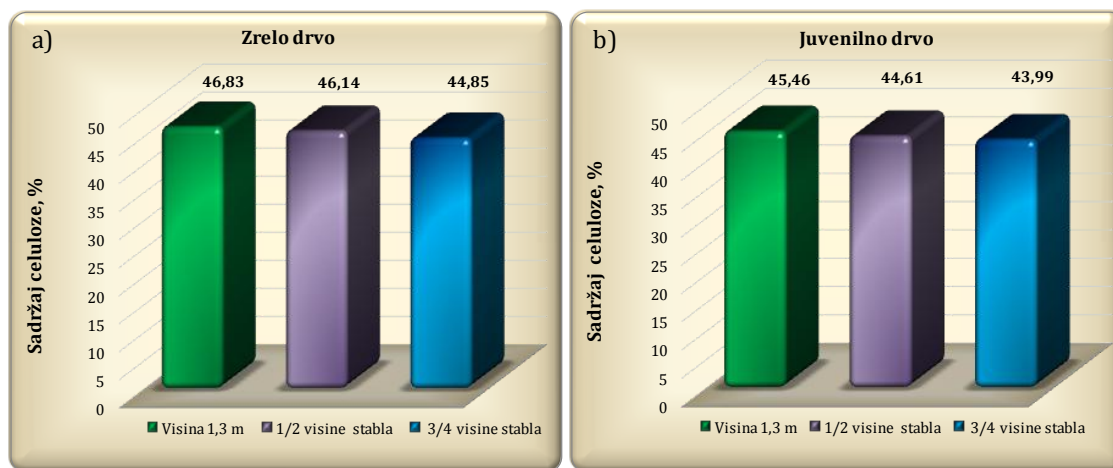 a)
Zrelo drvo
46,83 46,14 44,85
50
45
40
35
30
25
20
15
10
5
0
Sadržaj celuloze, %
Visina 1,3 m 1/2 visine stabla 3/4 visine stabla
b)
Juvenilno drvo
45,46 44,61 43,99
50
45
40
35
30
25
20
15
10
5
0
Sadržaj celuloze, %
Visina 1,3 m 1/2 visine stabla 3/4 visine stabla